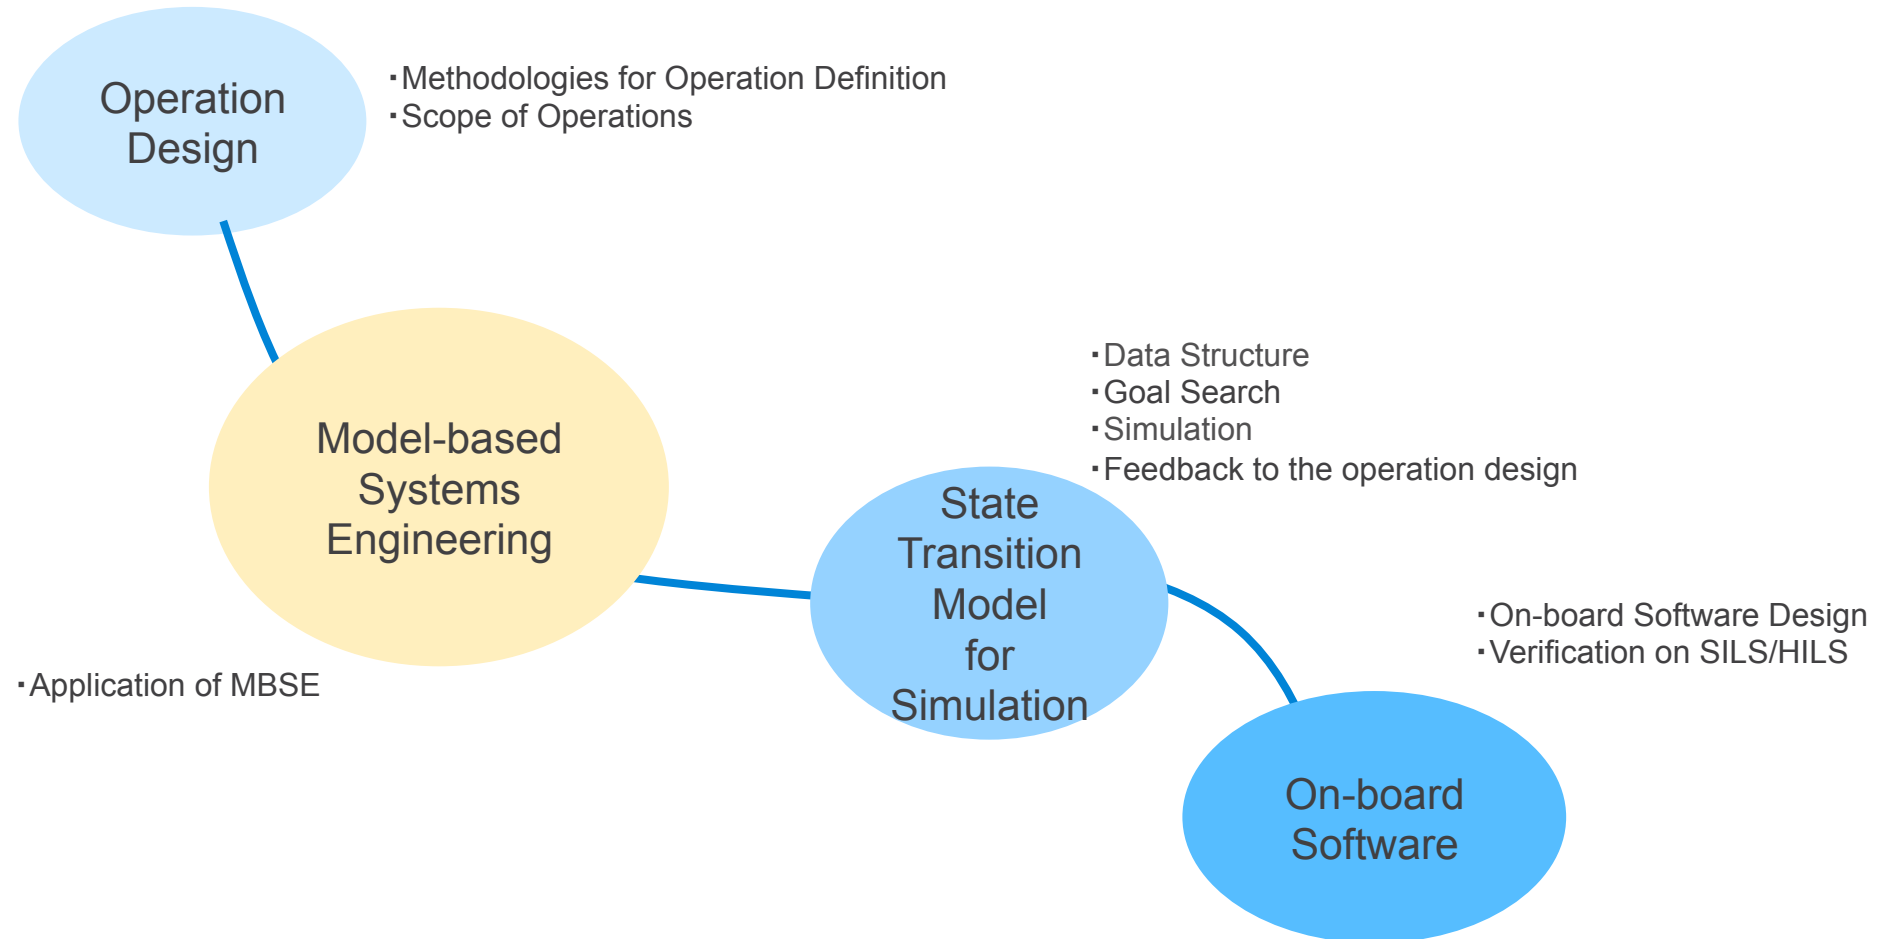 Operation
Design
・Methodologies for Operation Definition
・Scope of Operations
Model-based
Systems
Engineering
・Application of MBSE
・Data Structure
・Goal Search
・Simulation
・Feedback to the operation design
State
Transition
Model
for
Simulation
・On-board Software Design
・Verification on SILS/HILS
On-board
Software